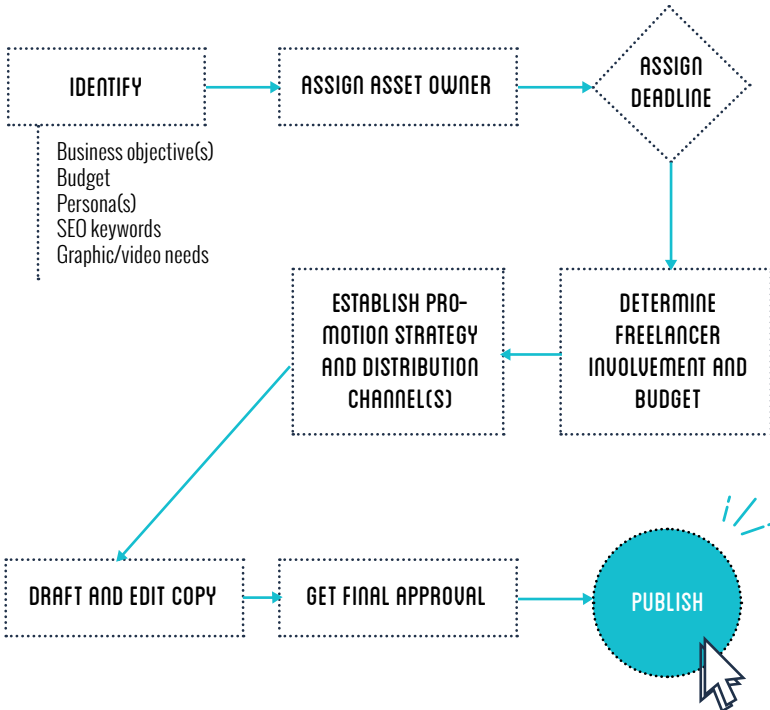 IDENTIFY
Business objective(s)
Budget
Persona(s)
SEO keywords
Graphic/video needs
ASSIGN ASSET OWNER
ASSIGN
DEADLINE
DETERMINE
FREELANCER
INVOLVEMENT AND
BUDGET
ESTABLISH PRO-
MOTION STRATEGY
AND DISTRIBUTION
CHANNEL(S)
DRAFT AND EDIT COPY
GET FINAL APPROVAL
PUBLISH